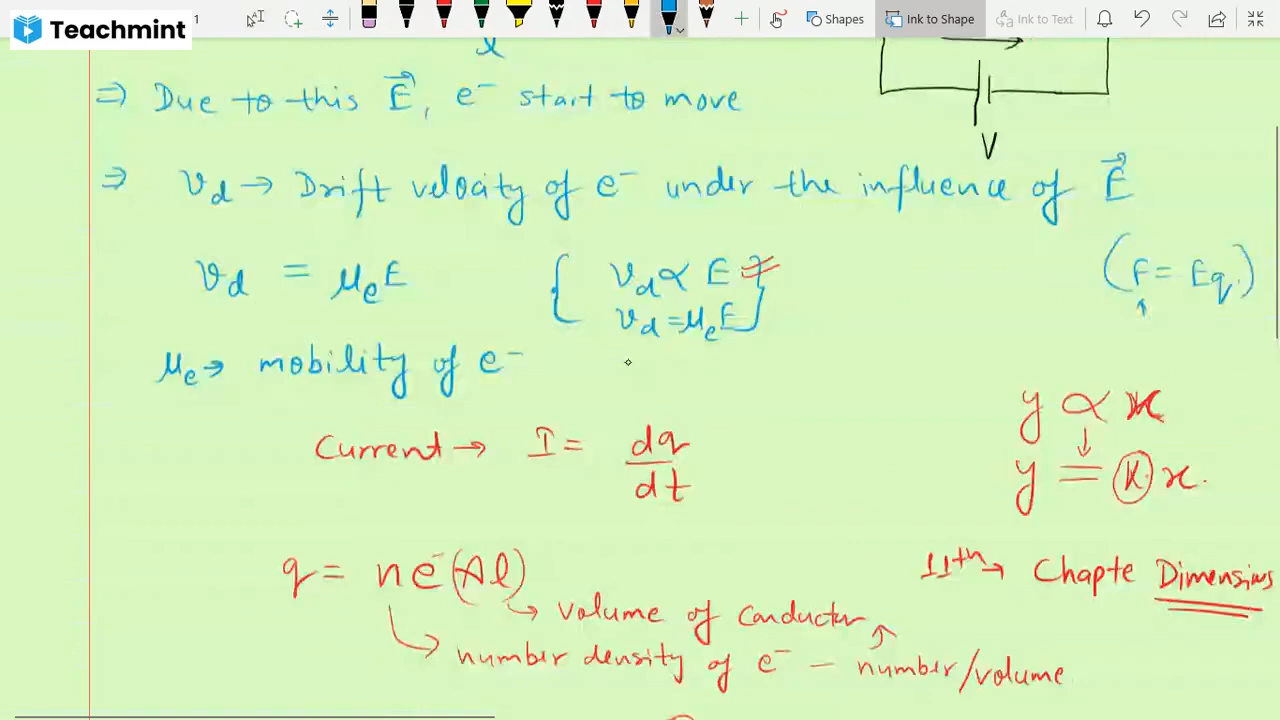 Teachmint
1
Shapes
Ink to Shape
Ink to Text
l
⇒ Due to this E⃗, e⁻ start to move
V
⇒ v_d → Drift velocity of e⁻ under the influence of E⃗
v_d = μ_e E
{ v_d ∝ E
v_d = μ_e E }
(F = Eq.)
μ_e → mobility of e⁻
y ∝ x
Current → I = dq/dt
y = k x.
q = n e⁻ (Al)
11th → Chapte Dimensins
→ volume of Conductor
→ number density of e⁻ – number/volume